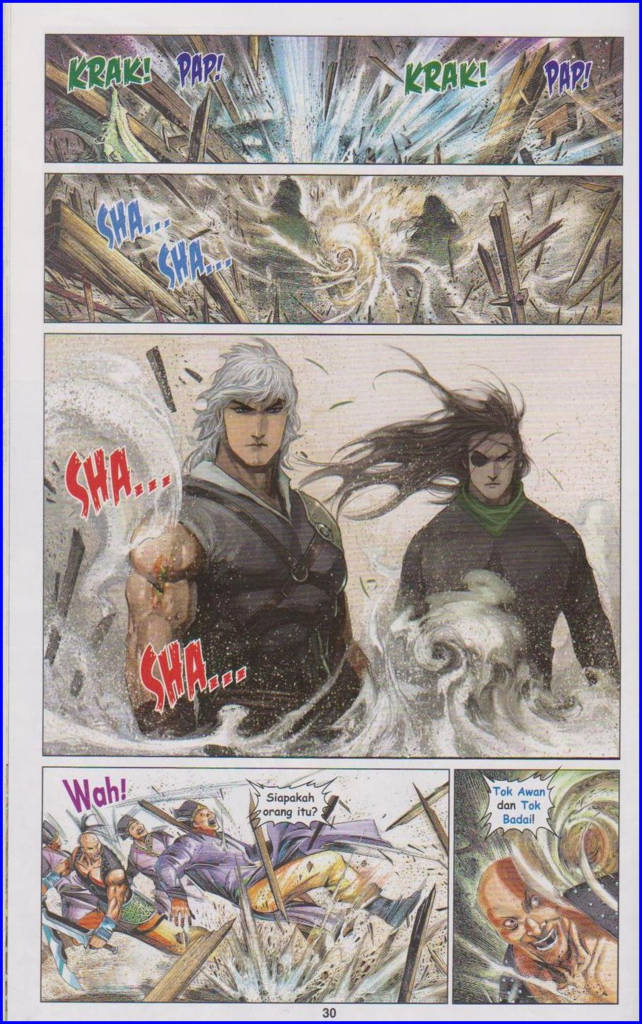 KRAK!
PAP!
KRAK!
PAP!
SHA...
SHA...
SHA...
SHA...
Wah!
Siapakah
orang itu?
Tok Awan
dan Tok
Badai!
30